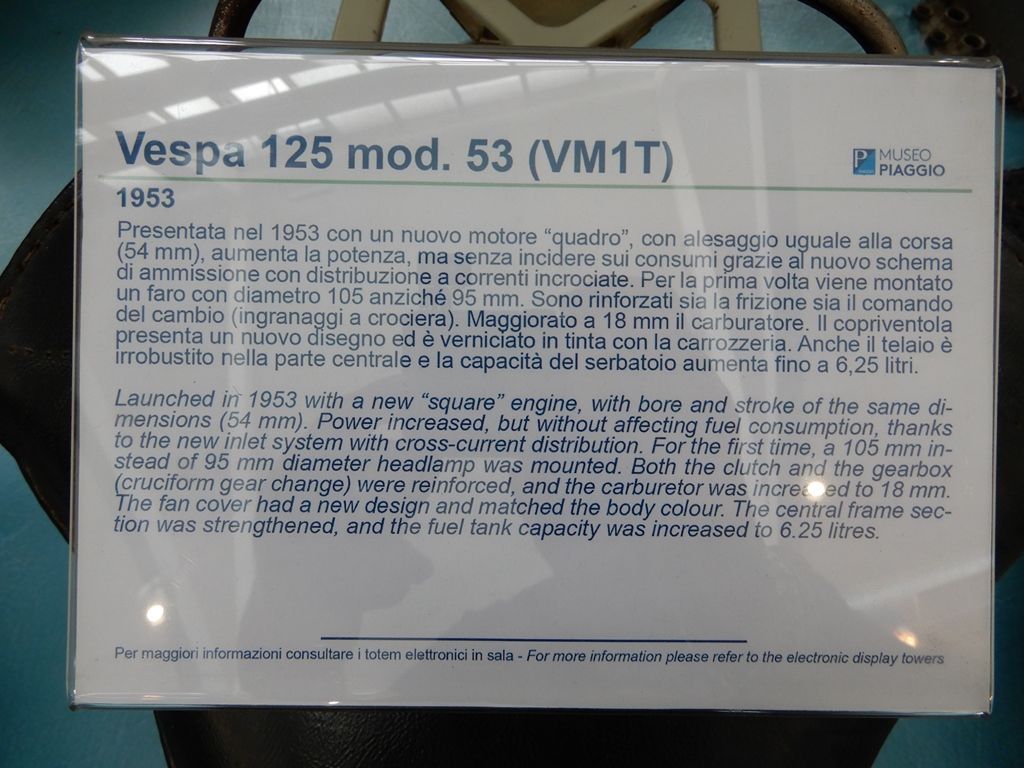 Vespa 125 mod. 53 (VM1T)
MUSEO
PIAGGIO
1953
Presentata nel 1953 con un nuovo motore “quadro”, con alesaggio uguale alla corsa
(54 mm), aumenta la potenza, ma senza incidere sui consumi grazie al nuovo schema
di ammissione con distribuzione a correnti incrociate. Per la prima volta viene montato
un faro con diametro 105 anziché 95 mm. Sono rinforzati sia la frizione sia il comando
del cambio (ingranaggi a crociera). Maggiorato a 18 mm il carburatore. Il copriventola
presenta un nuovo disegno ed è verniciato in tinta con la carrozzeria. Anche il telaio è
irrobustito nella parte centrale e la capacità del serbatoio aumenta fino a 6,25 litri.
Launched in 1953 with a new “square” engine, with bore and stroke of the same di-
mensions (54 mm). Power increased, but without affecting fuel consumption, thanks
to the new inlet system with cross-current distribution. For the first time, a 105 mm in-
stead of 95 mm diameter headlamp was mounted. Both the clutch and the gearbox
(cruciform gear change) were reinforced, and the carburetor was increased to 18 mm.
The fan cover had a new design and matched the body colour. The central frame sec-
tion was strengthened, and the fuel tank capacity was increased to 6.25 litres.
Per maggiori informazioni consultare i totem elettronici in sala - For more information please refer to the electronic display towers